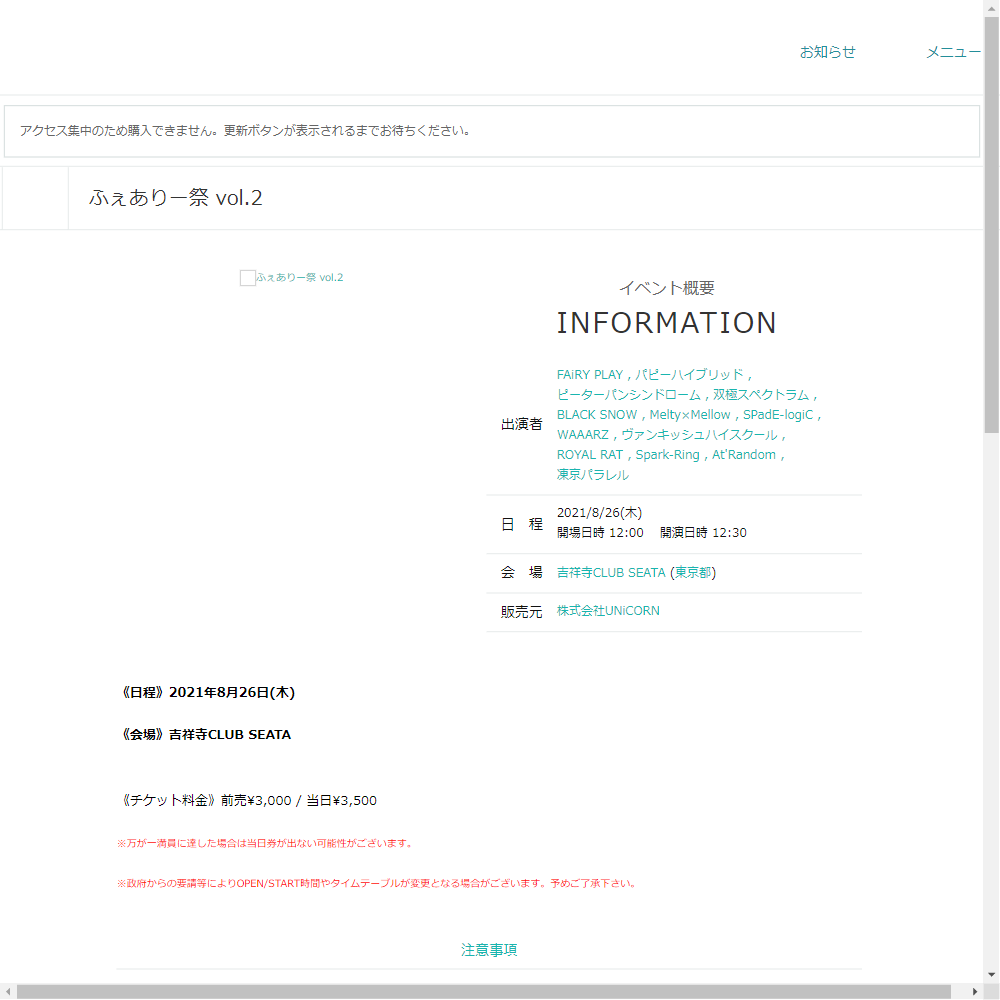 お知らせ
メニュー
アクセス集中のため購入できません。更新ボタンが表示されるまでお待ちください。
ふぇありー祭 vol.2
ふぇありー祭 vol.2
イベント概要
INFORMATION
出演者
FAiRY PLAY , パピーハイブリッド ,
ピーターパンシンドローム , 双極スペクトラム ,
BLACK SNOW , Melty×Mellow , SPadE-logiC ,
WAAARZ , ヴァンキッシュハイスクール ,
ROYAL RAT , Spark-Ring , At'Random ,
凍京パラレル
日　程
2021/8/26(木)
開場日時 12:00　開演日時 12:30
会　場
吉祥寺CLUB SEATA (東京都)
販売元
株式会社UNiCORN
《日程》2021年8月26日(木)
《会場》吉祥寺CLUB SEATA
《チケット料金》前売¥3,000 / 当日¥3,500
※万が一満員に達した場合は当日券が出ない可能性がございます。
※政府からの要請等によりOPEN/START時間やタイムテーブルが変更となる場合がございます。予めご了承下さい。
注意事項